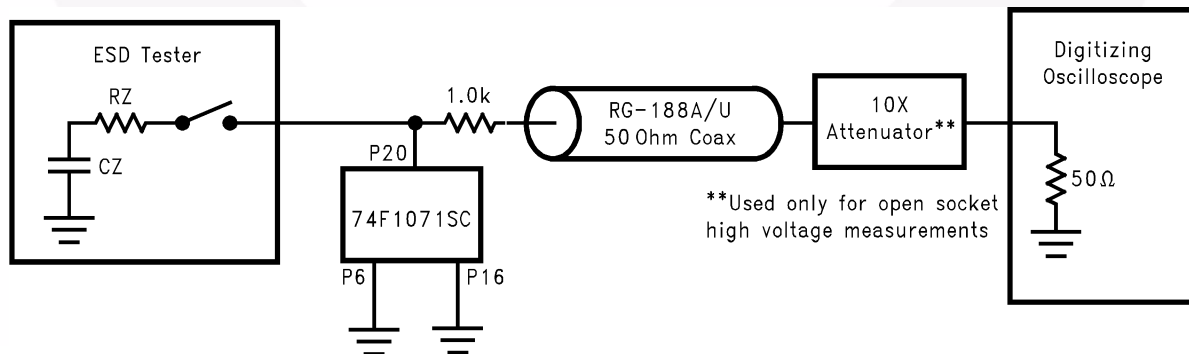 ESD Tester
RZ
CZ
1.0k
P20
74F1071SC
P6
P16
RG-188A/U
50 Ohm Coax
10X
Attenuator**
**Used only for open socket
high voltage measurements
Digitizing
Oscilloscope
50Ω